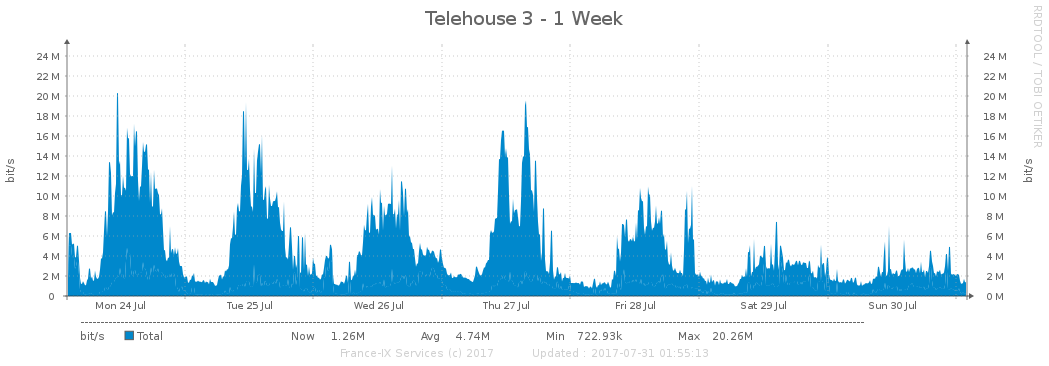 Telehouse 3 - 1 Week
RRDTOOL / TOBI OETIKER
bit/s
24 M
22 M
20 M
18 M
16 M
14 M
12 M
10 M
8 M
6 M
4 M
2 M
0
24 M
22 M
20 M
18 M
16 M
14 M
12 M
10 M
8 M
6 M
4 M
2 M
0 M
bit/s
Mon 24 Jul Tue 25 Jul Wed 26 Jul Thu 27 Jul Fri 28 Jul Sat 29 Jul Sun 30 Jul
bit/s Total Now 1.26M Avg 4.74M Min 722.93k Max 20.26M
France-IX Services (c) 2017 Updated : 2017-07-31 01:55:13